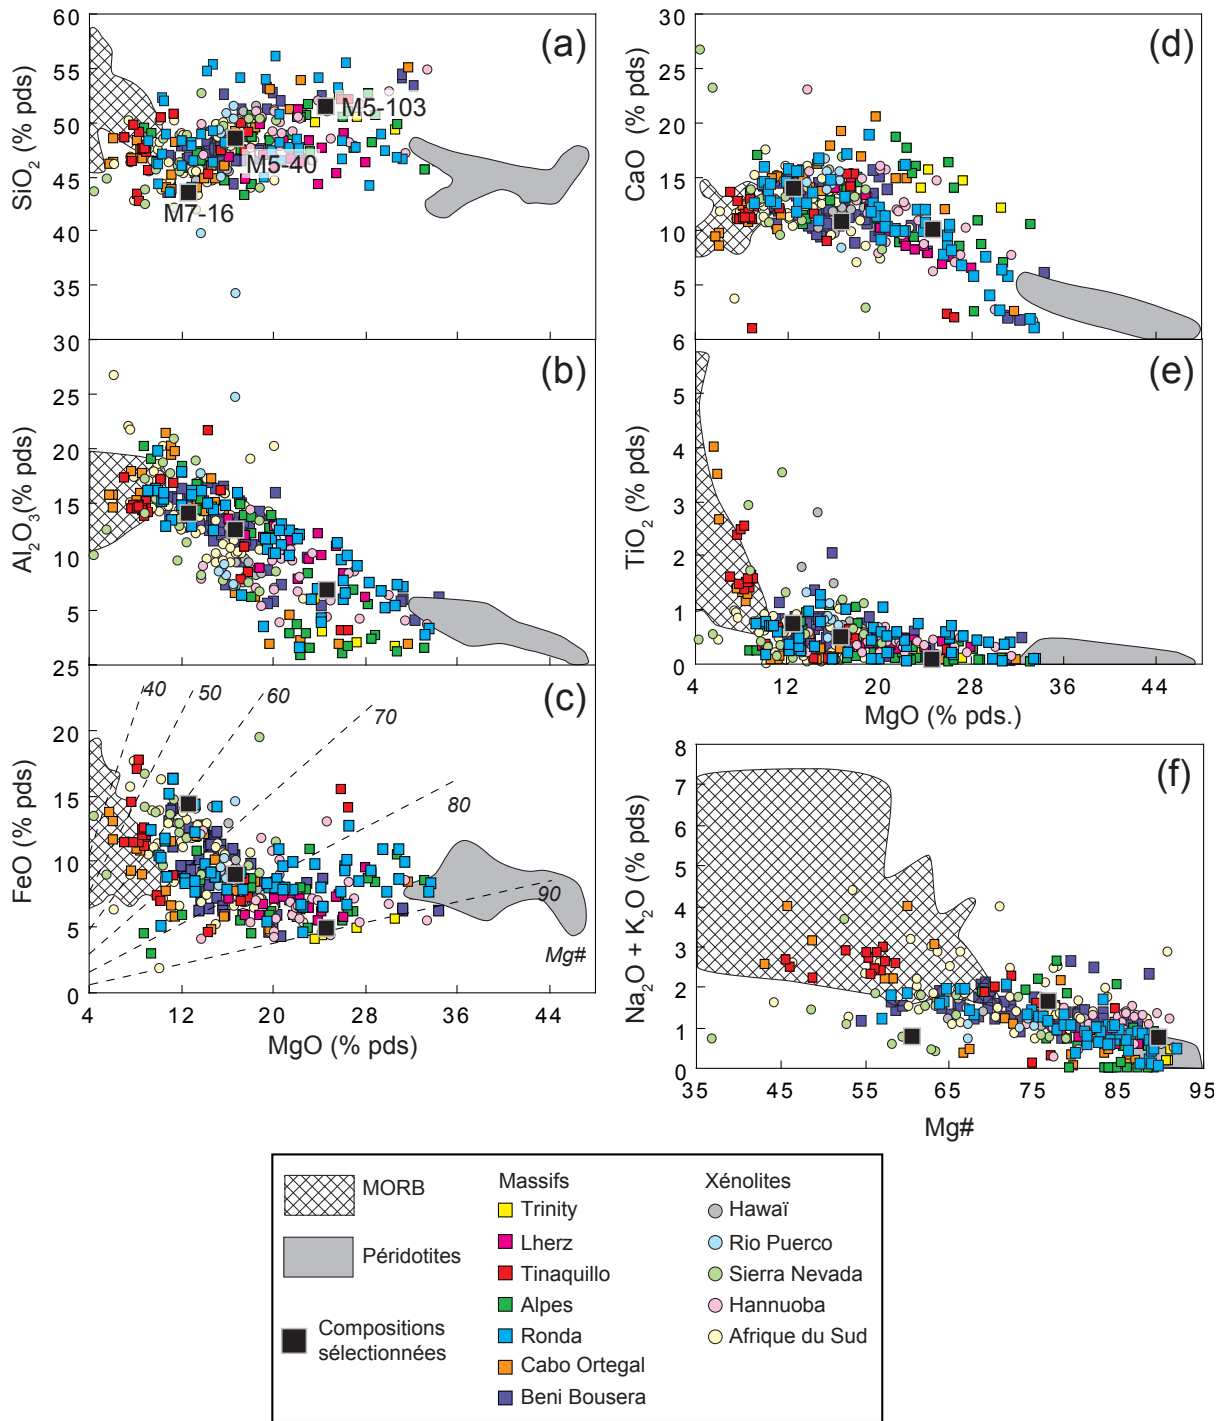 60
55
50
45
40
35
30
SiO2 (% pds)
(a)
M5-103
M5-40
M7-16
30
25
20
15
10
5
0
CaO (% pds)
(d)
25
20
15
10
5
25
Al2O3(% pds)
(b)
6
5
4
3
2
1
0
TiO2 (% pds)
(e)
4 12 20 28 36 44
MgO (% pds.)
20
15
10
5
0
FeO (% pds)
(c)
40
50
60
70
80
90
Mg#
4 12 20 28 36 44
MgO (% pds)
8
7
6
5
4
3
2
1
0
Na2O + K2O (% pds)
(f)
35 45 55 65 75 85 95
Mg#
MORB
Péridotites
Compositions
sélectionnées
Massifs
Trinity
Lherz
Tinaquillo
Alpes
Ronda
Cabo Ortegal
Beni Bousera
Xénolites
Hawaï
Rio Puerco
Sierra Nevada
Hannuoba
Afrique du Sud